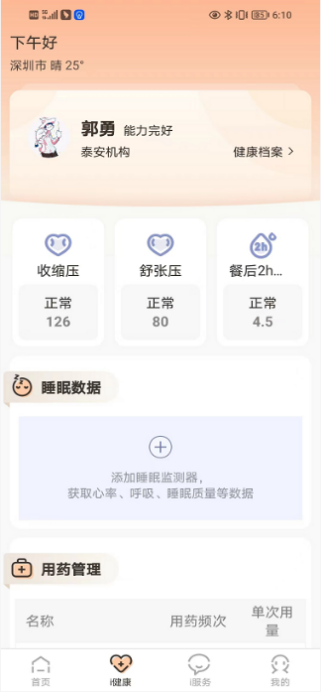 HD 85 6:10
下午好
深圳市 晴 25°
郭勇 能力完好
泰安机构 健康档案
2h
收缩压 舒张压 餐后2h...
正常 正常 正常
126 80 4.5
睡眠数据
添加睡眠监测器,
获取心率、呼吸、睡眠质量等数据
用药管理
名称 用药频次 单次用量
首页 i健康 i服务 我的